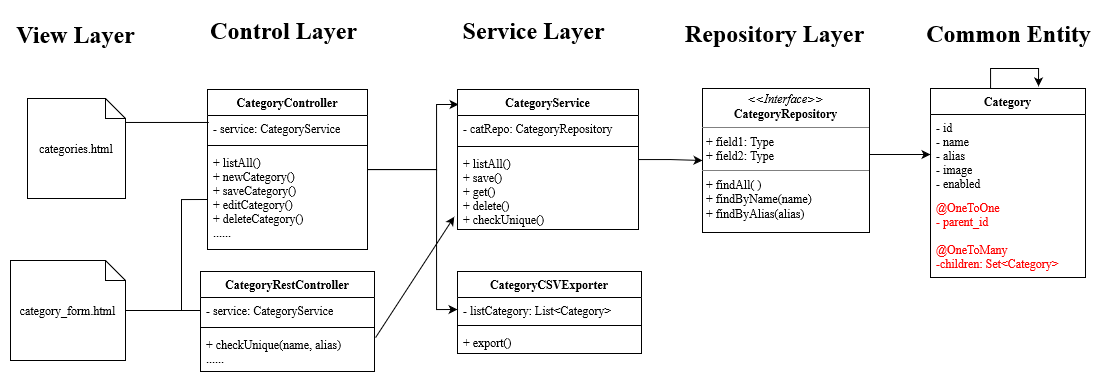 View Layer
Control Layer
Service Layer
Repository Layer
Common Entity
categories.html
category_form.html
CategoryController
- service: CategoryService
+ listAll()
+ newCategory()
+ saveCategory()
+ editCategory()
+ deleteCategory()
......
CategoryRestController
- service: CategoryService
+ checkUnique(name, alias)
......
CategoryService
- catRepo: CategoryRepository
+ listAll()
+ save()
+ get()
+ delete()
+ checkUnique()
CategoryCSVExporter
- listCategory: List<Category>
+ export()
<<Interface>>
CategoryRepository
+ field1: Type
+ field2: Type
+ findAll( )
+ findByName(name)
+ findByAlias(alias)
Category
- id
- name
- alias
- image
- enabled
@OneToOne
- parent_id
@OneToMany
-children: Set<Category>